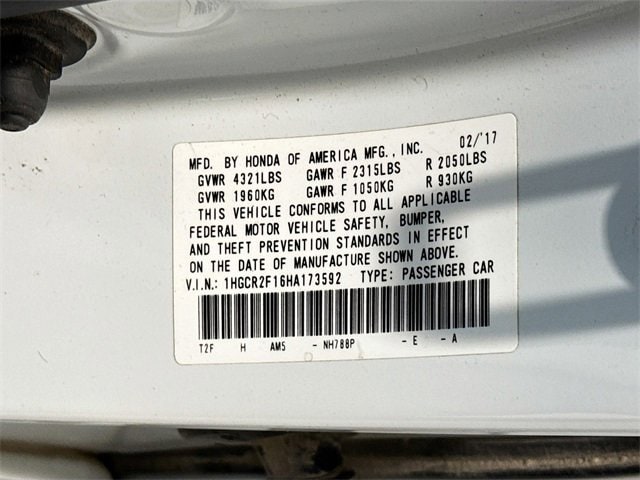 MFD. BY HONDA OF AMERICA MFG., INC. 02/'17
GVWR 4321LBS GAWR F 2315LBS R 2050LBS
GVWR 1960KG GAWR F 1050KG R 930KG
THIS VEHICLE CONFORMS TO ALL APPLICABLE
FEDERAL MOTOR VEHICLE SAFETY, BUMPER,
AND THEFT PREVENTION STANDARDS IN EFFECT
ON THE DATE OF MANUFACTURE SHOWN ABOVE.
V.I.N.: 1HGCR2F16HA173592 TYPE: PASSENGER CAR
T2F H AM5 - NH788P - E - A